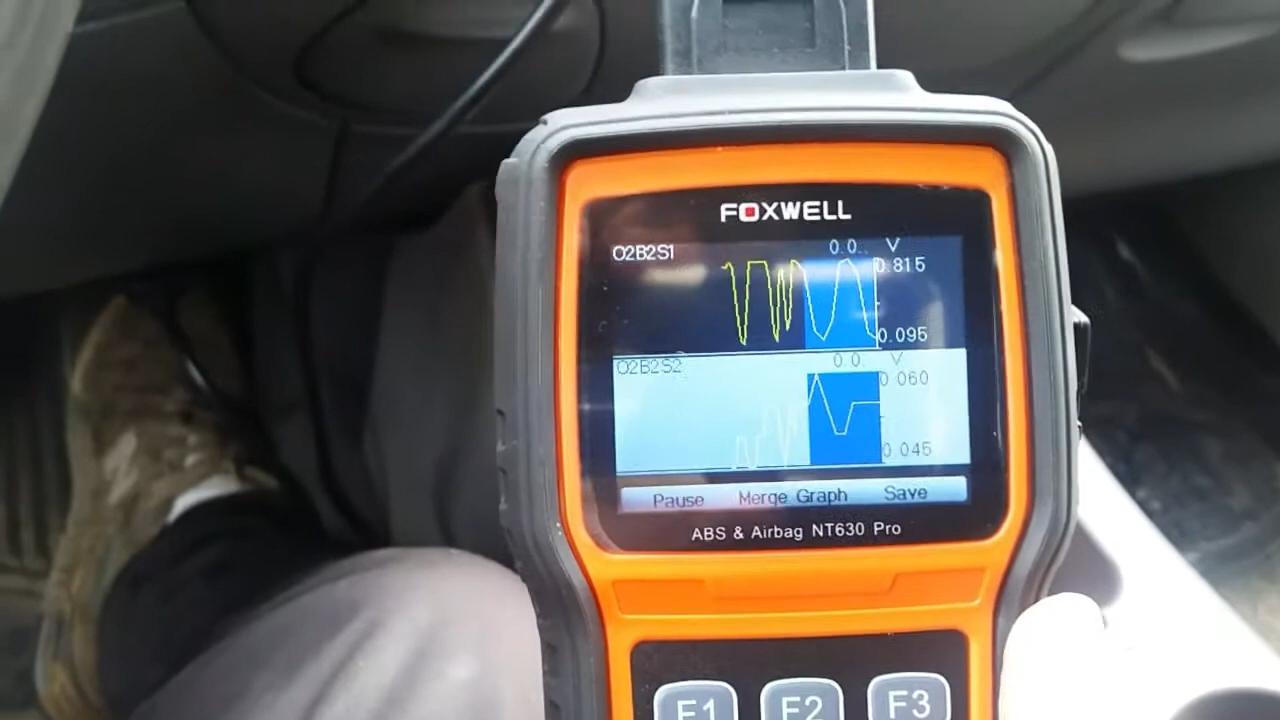 FOXWELL
O2B2S1 0.0.. V
0.815
0.095
O2B2S2 0.0. V
0.060
0.045
Pause Merge Graph Save
ABS & Airbag NT630 Pro
F1 F2 F3